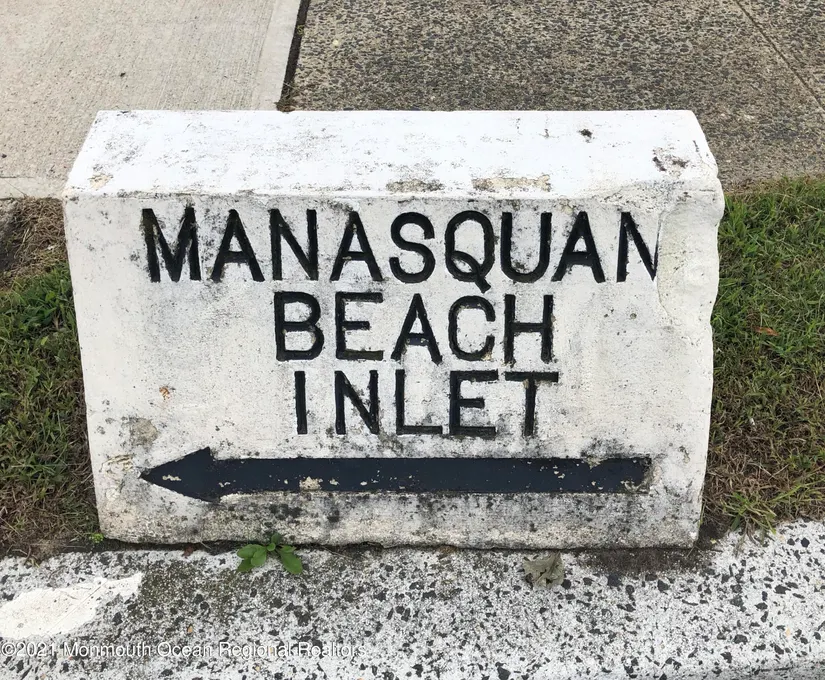 MANASQUAN
BEACH
INLET
©2021 Monmouth Ocean Regional Realtors